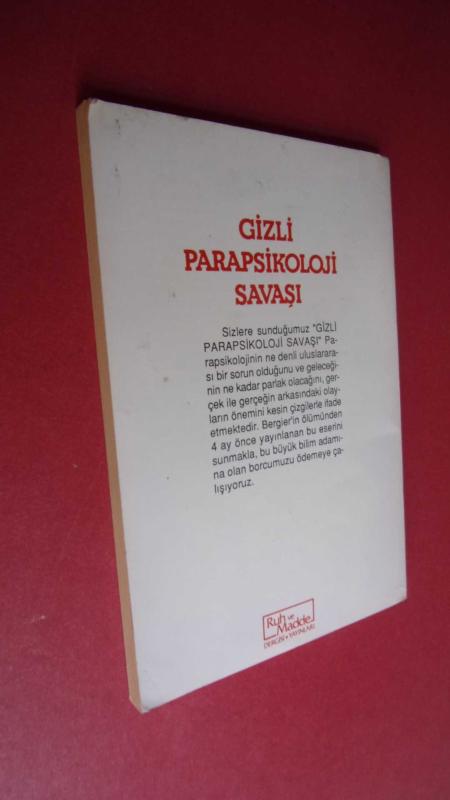 GİZLİ
PARAPSİKOLOJİ
SAVAŞI
Sizlere sunduğumuz "GİZLİ
PARAPSİKOLOJİ SAVAŞI" Pa-
rapsikolojinin ne denli uluslarara-
sı bir sorun olduğunu ve geleceği-
nin ne kadar parlak olacağını, ger-
çek ile gerçeğin arkasındaki olay-
ların önemini kesin çizgilerle ifade
etmektedir. Bergier'in ölümünden
4 ay önce yayınlanan bu eserini
sunmakla, bu büyük bilim adamı-
na olan borcumuzu ödemeye ça-
lışıyoruz.
Ruh ve
Madde
DERGİSİ • YAYINLARI